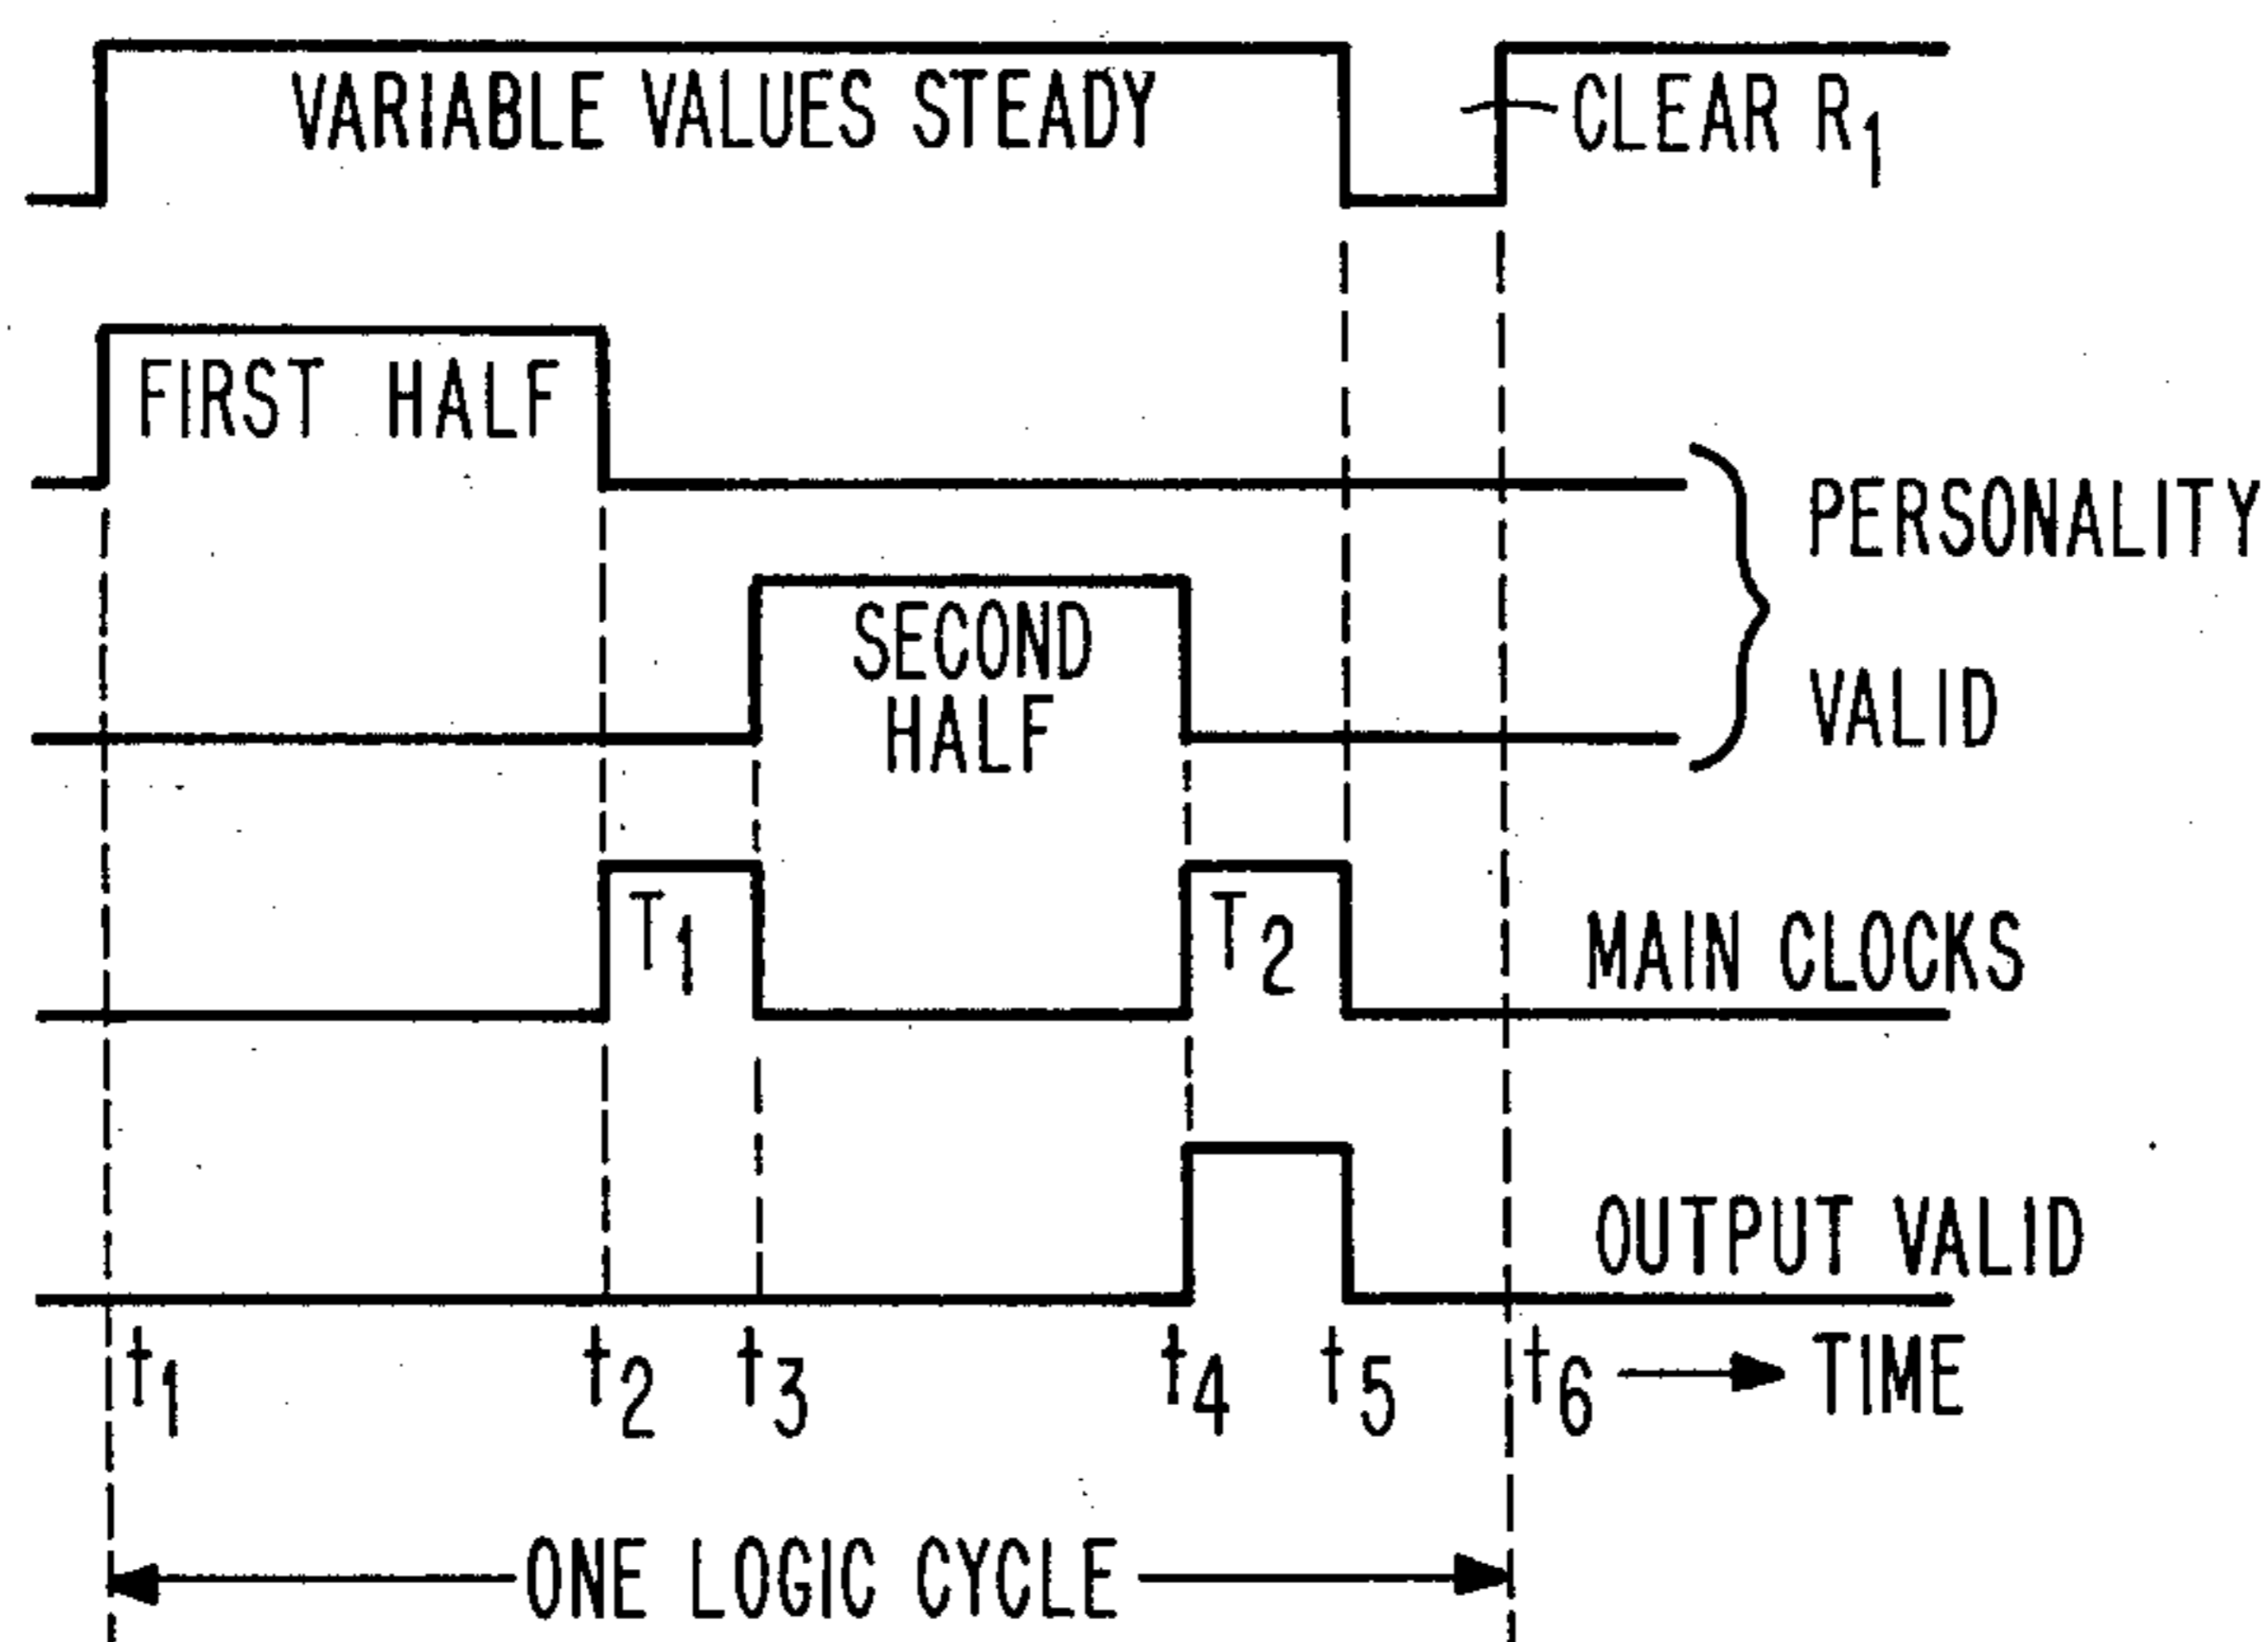 VARIABLE VALUES STEADY
CLEAR R1
FIRST HALF
PERSONALITY
VALID
SECOND
HALF
T1
T2
MAIN CLOCKS
OUTPUT VALID
t1
t2
t3
t4
t5
t6
TIME
ONE LOGIC CYCLE